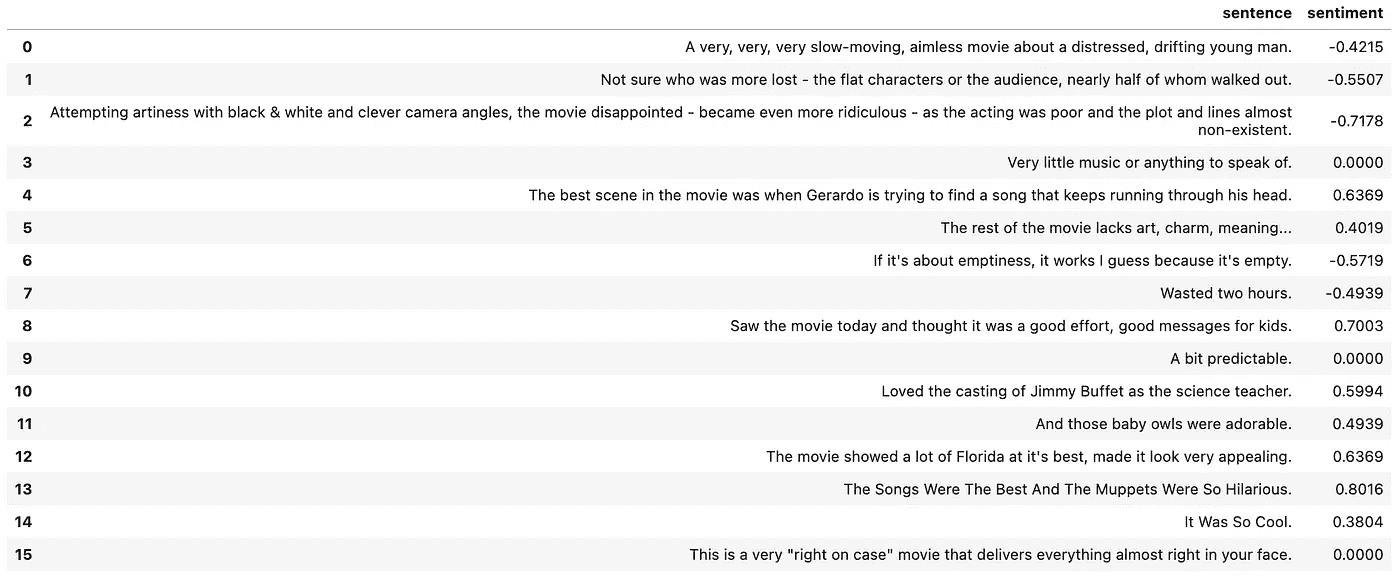 sentence sentiment
0 A very, very, very slow-moving, aimless movie about a distressed, drifting young man. -0.4215
1 Not sure who was more lost - the flat characters or the audience, nearly half of whom walked out. -0.5507
2 Attempting artiness with black & white and clever camera angles, the movie disappointed - became even more ridiculous - as the acting was poor and the plot and lines almost
non-existent. -0.7178
3 Very little music or anything to speak of. 0.0000
4 The best scene in the movie was when Gerardo is trying to find a song that keeps running through his head. 0.6369
5 The rest of the movie lacks art, charm, meaning... 0.4019
6 If it's about emptiness, it works I guess because it's empty. -0.5719
7 Wasted two hours. -0.4939
8 Saw the movie today and thought it was a good effort, good messages for kids. 0.7003
9 A bit predictable. 0.0000
10 Loved the casting of Jimmy Buffet as the science teacher. 0.5994
11 And those baby owls were adorable. 0.4939
12 The movie showed a lot of Florida at it's best, made it look very appealing. 0.6369
13 The Songs Were The Best And The Muppets Were So Hilarious. 0.8016
14 It Was So Cool. 0.3804
15 This is a very "right on case" movie that delivers everything almost right in your face. 0.0000